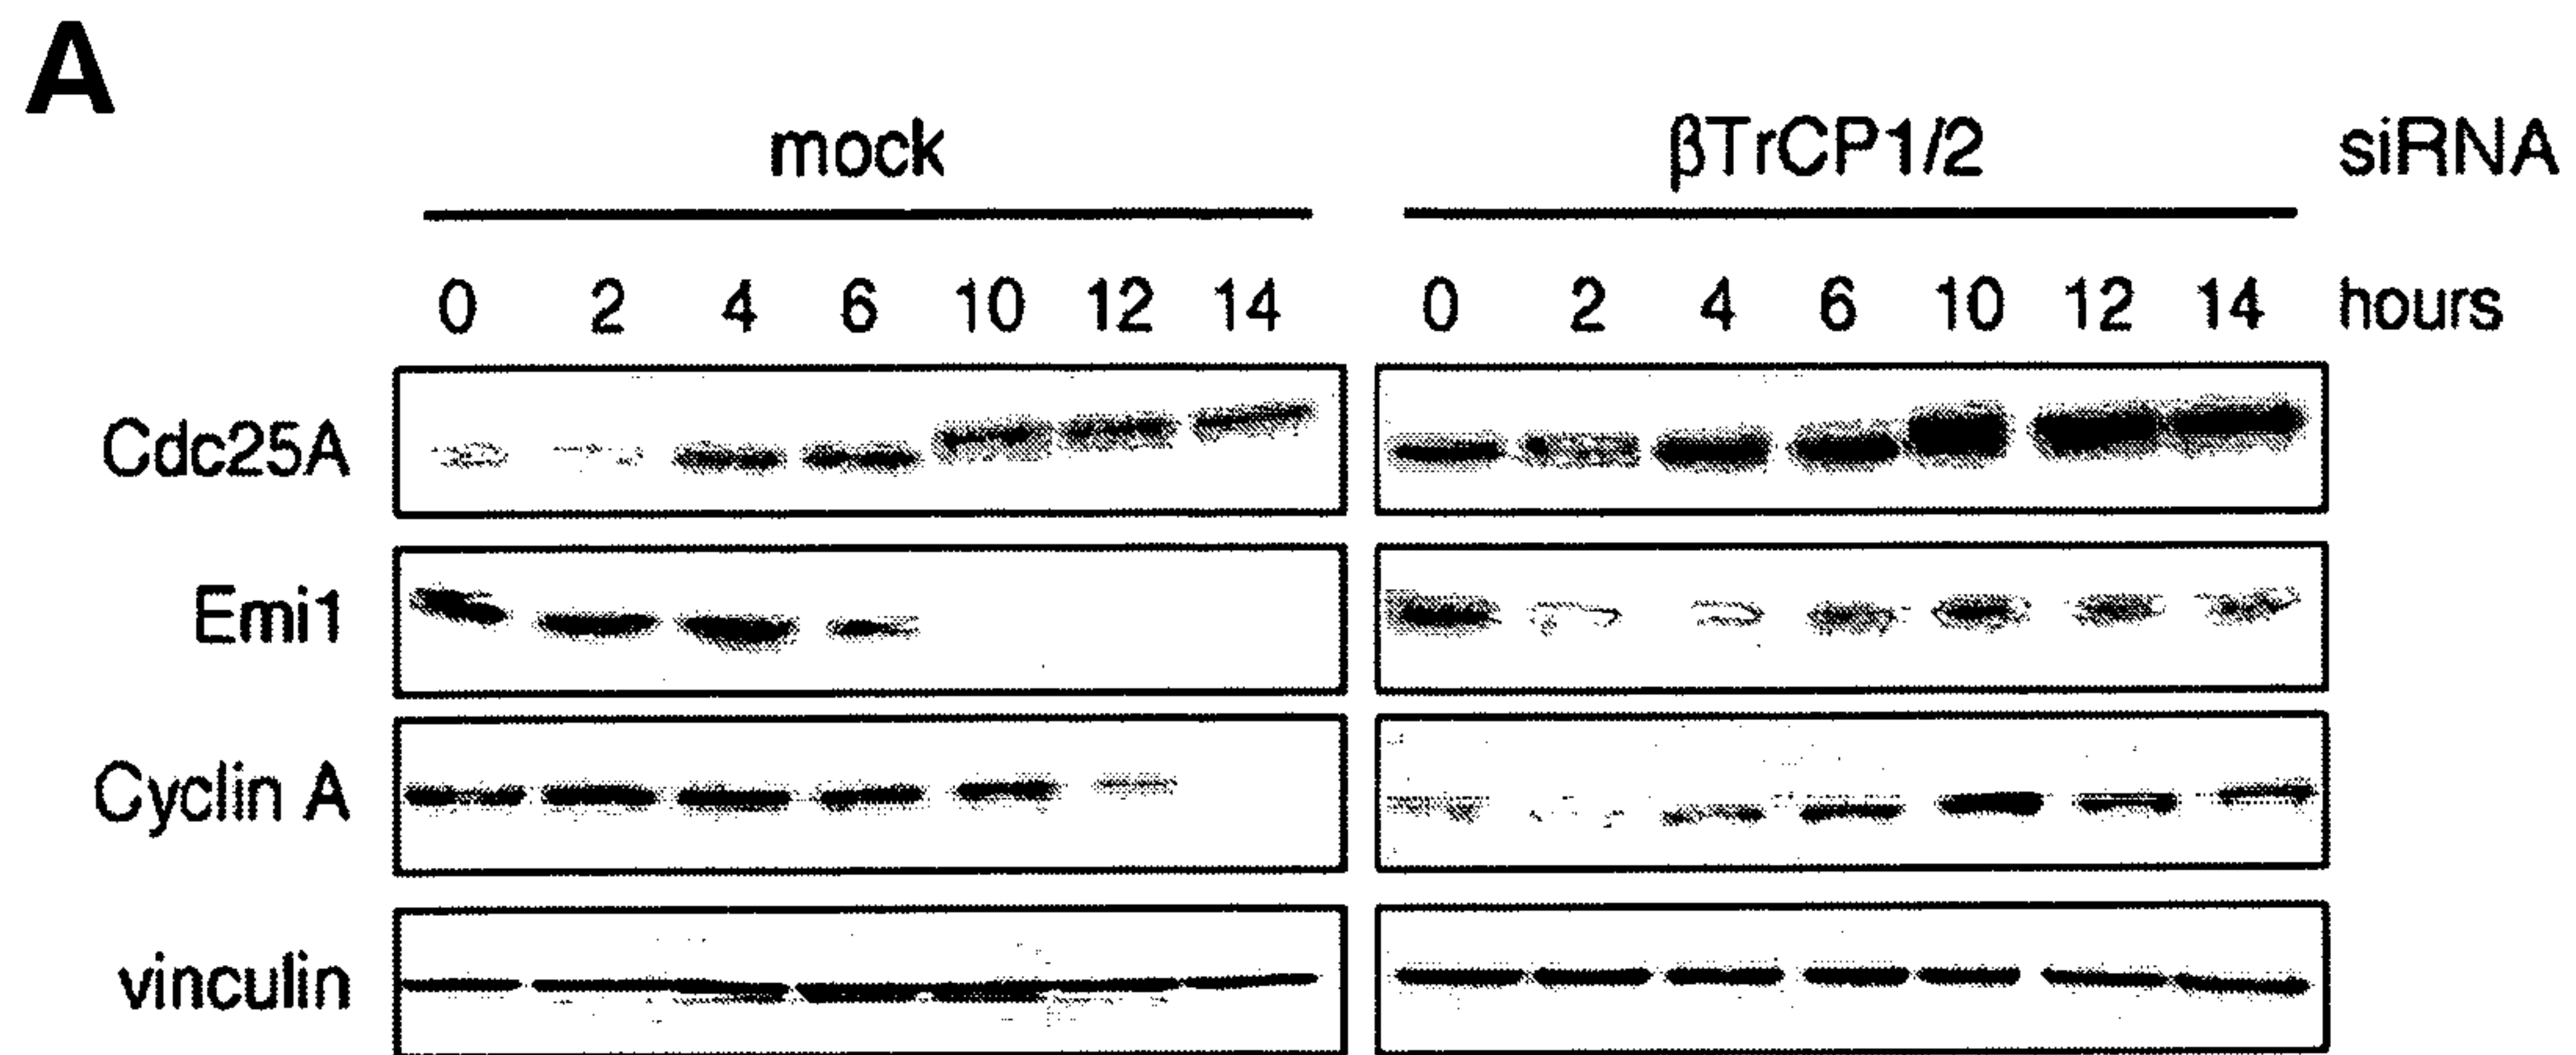 A
mock βTrCP1/2 siRNA
0 2 4 6 10 12 14 0 2 4 6 10 12 14 hours
Cdc25A
Emi1
Cyclin A
vinculin